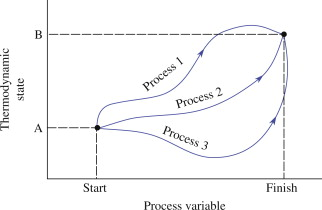 Thermodynamic
state
B
A
Process 1
Process 2
Process 3
Start
Finish
Process variable